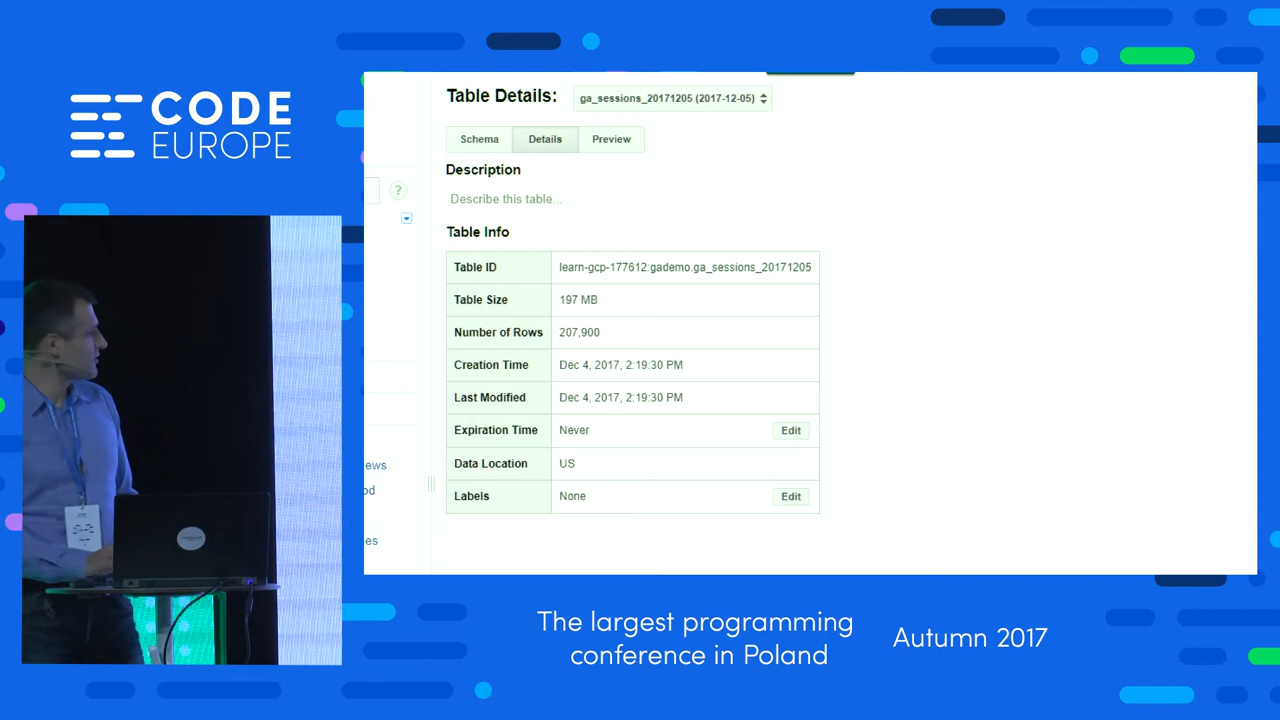 CODE
EUROPE
Table Details: ga_sessions_20171205 (2017-12-05)
Schema Details Preview
Description
?
Describe this table...
Table Info
Table ID learn-gcp-177612:gademo.ga_sessions_20171205
Table Size 197 MB
Number of Rows 207,900
Creation Time Dec 4, 2017, 2:19:30 PM
Last Modified Dec 4, 2017, 2:19:30 PM
Expiration Time Never Edit
Data Location US
ews
od
Labels None Edit
es
The largest programming
conference in Poland
Autumn 2017